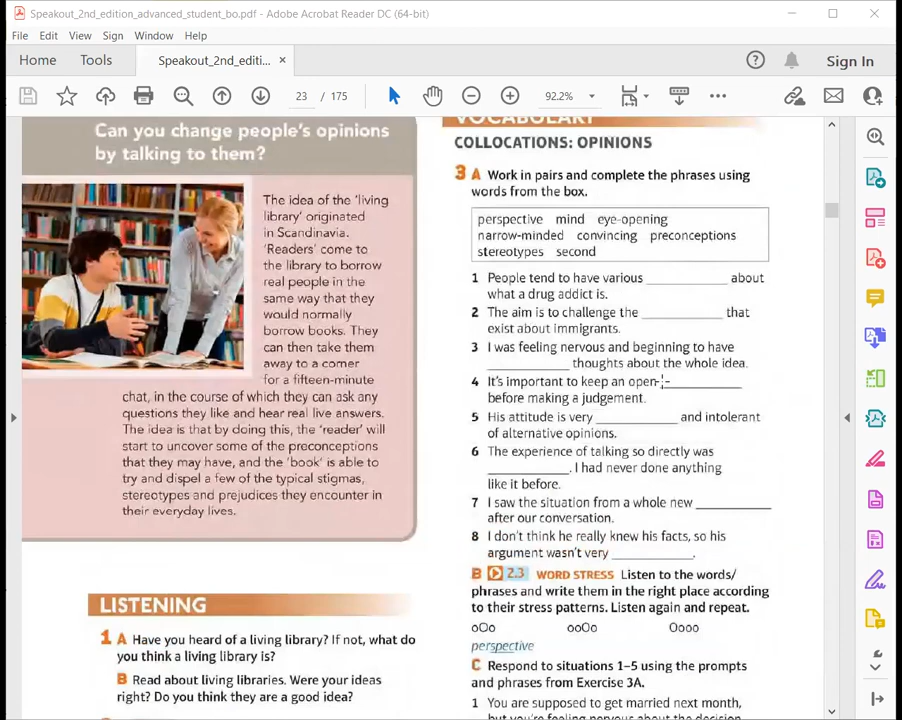 Speakout_2nd_edition_advanced_student_bo.pdf - Adobe Acrobat Reader DC (64-bit)
File Edit View Sign Window Help
Home Tools Speakout_2nd_editi... × Sign In
23 / 175 92.2%
Can you change people's opinions
by talking to them?
The idea of the 'living
library' originated
in Scandinavia.
'Readers' come to
the library to borrow
real people in the
same way that they
would normally
borrow books. They
can then take them
away to a corner
for a fifteen-minute
chat, in the course of which they can ask any
questions they like and hear real live answers.
The idea is that by doing this, the 'reader' will
start to uncover some of the preconceptions
that they may have, and the 'book' is able to
try and dispel a few of the typical stigmas,
stereotypes and prejudices they encounter in
their everyday lives.
LISTENING
1 A Have you heard of a living library? If not, what do
you think a living library is?
B Read about living libraries. Were your ideas
right? Do you think they are a good idea?
VOCABULARY
COLLOCATIONS: OPINIONS
3 A Work in pairs and complete the phrases using
words from the box.
perspective mind eye-opening
narrow-minded convincing preconceptions
stereotypes second
1 People tend to have various __________ about
what a drug addict is.
2 The aim is to challenge the __________ that
exist about immigrants.
3 I was feeling nervous and beginning to have
__________ thoughts about the whole idea.
4 It's important to keep an open- __________
before making a judgement.
5 His attitude is very __________ and intolerant
of alternative opinions.
6 The experience of talking so directly was
__________. I had never done anything
like it before.
7 I saw the situation from a whole new __________
after our conversation.
8 I don't think he really knew his facts, so his
argument wasn't very __________.
B 2.3 WORD STRESS Listen to the words/
phrases and write them in the right place according
to their stress patterns. Listen again and repeat.
oOo ooOo Oooo
perspective
C Respond to situations 1–5 using the prompts
and phrases from Exercise 3A.
1 You are supposed to get married next month,
but you're feeling nervous about the decision